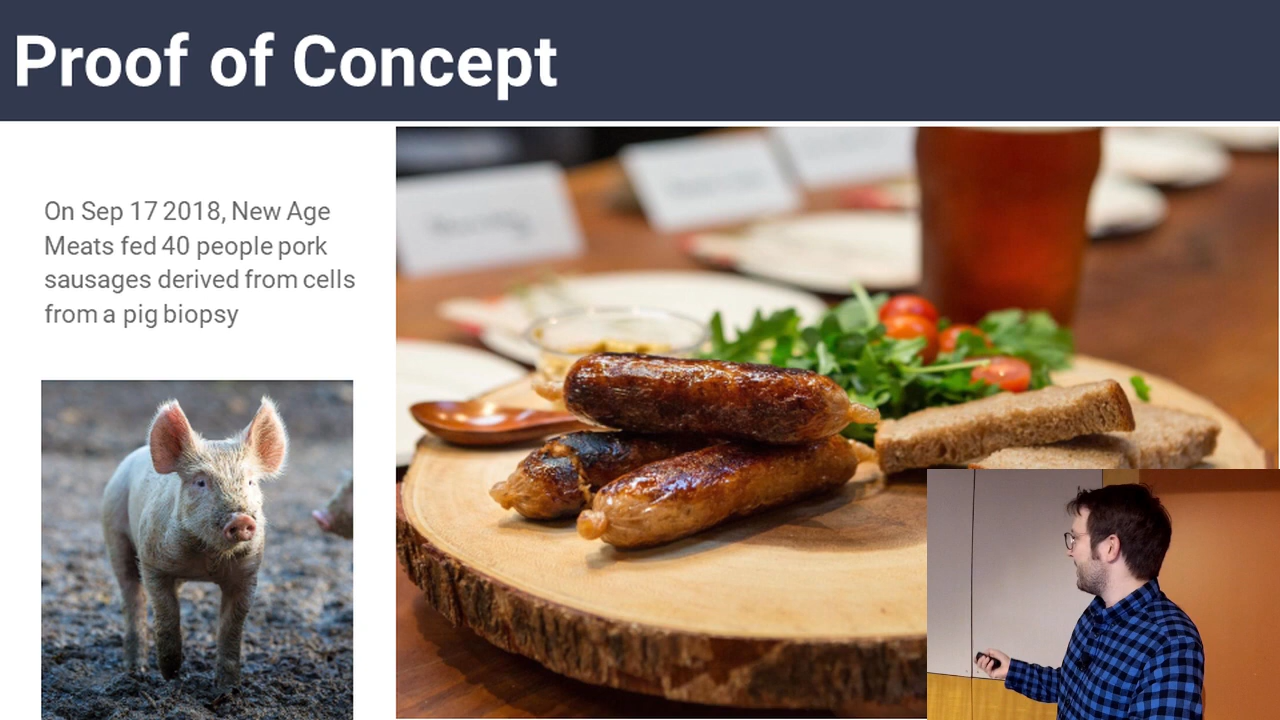 Proof of Concept
On Sep 17 2018, New Age
Meats fed 40 people pork
sausages derived from cells
from a pig biopsy